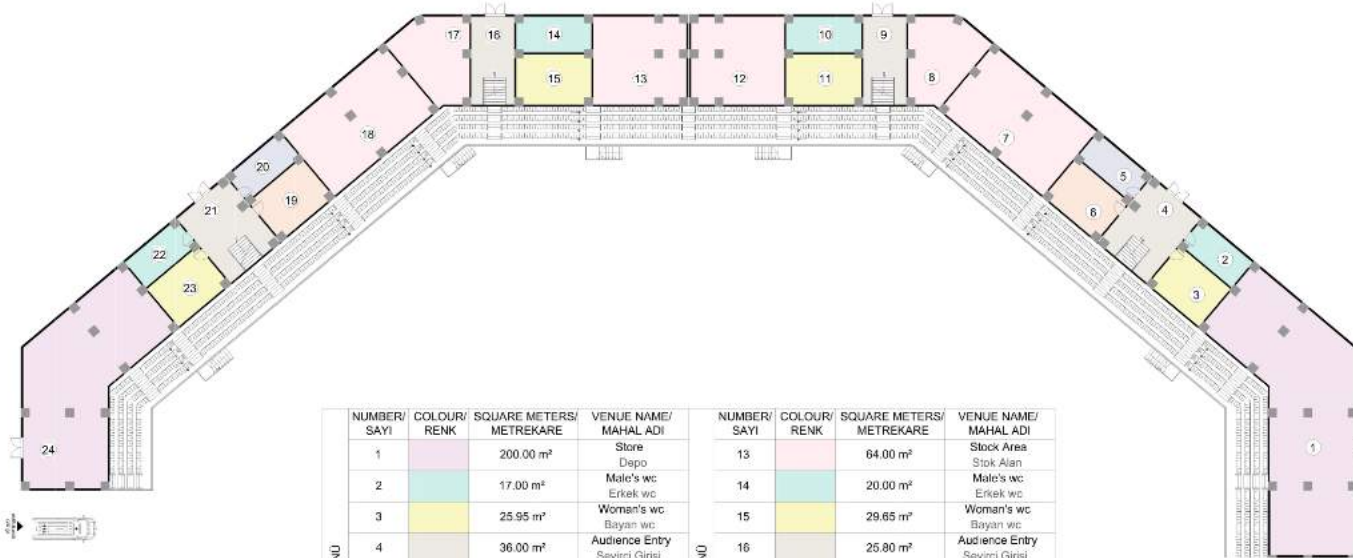 17
16
14
15
13
12
10
11
9
8
18
7
20
19
21
5
6
4
22
23
2
3
24
1
NUMBER/ COLOUR/ SQUARE METERS/ VENUE NAME/ NUMBER/ COLOUR/ SQUARE METERS/ VENUE NAME/
SAYI RENK METREKARE MAHAL ADI SAYI RENK METREKARE MAHAL ADI
1 200.00 m² Store 13 64.00 m² Stock Area
Depo Stok Alan
2 17.00 m² Male's wc 14 20.00 m² Male's wc
Erkek wc Erkek wc
3 25.95 m² Woman's wc 15 29.65 m² Woman's wc
Bayan wc Bayan wc
4 36.00 m² Audience Entry 16 25.80 m² Audience Entry
Seyirci Girişi Seyirci Girişi